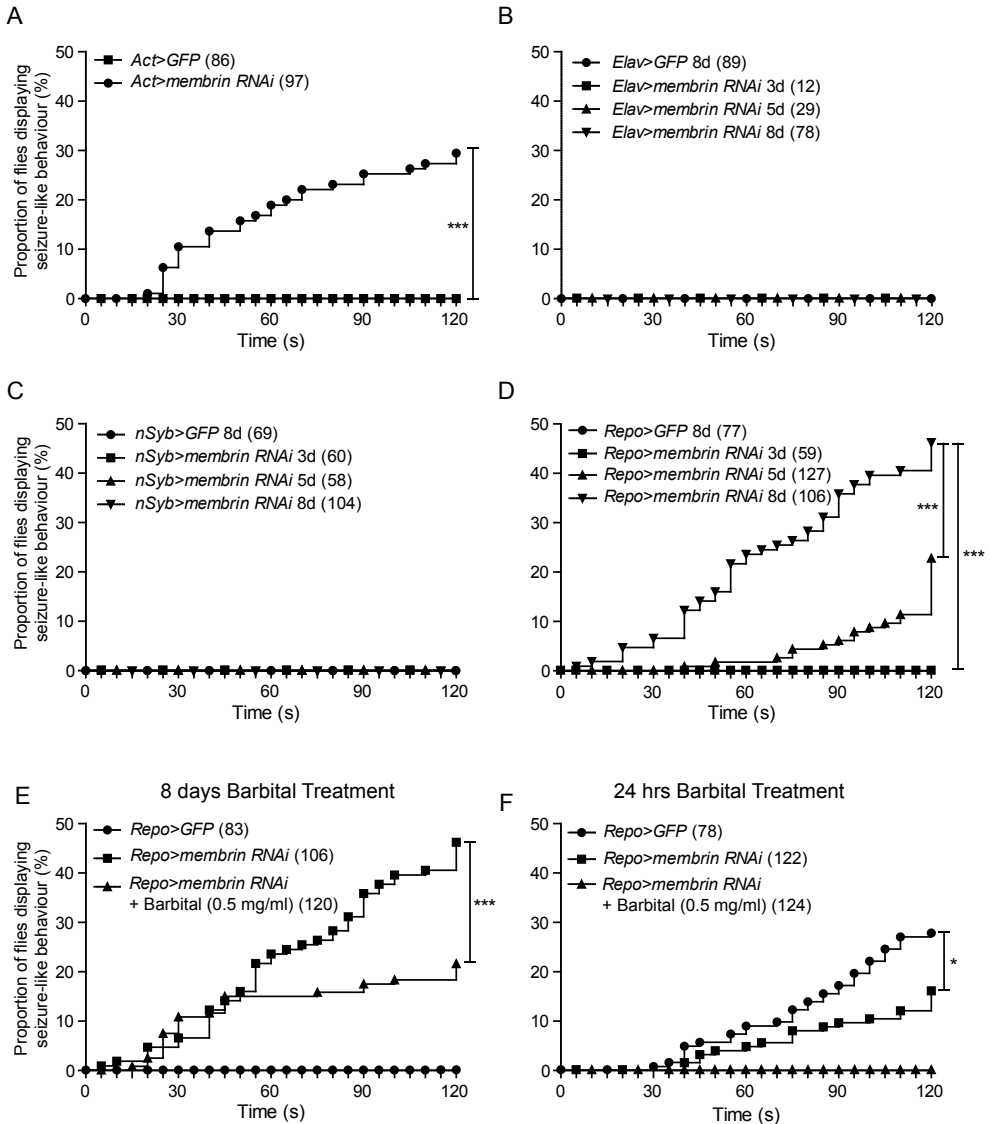 A
Act>GFP (86)
Act>membrin RNAi (97)
Proportion of flies displaying
seizure-like behaviour (%)
50
40
30
20
10
0
***
0 30 60 90 120
Time (s)
B
Elav>GFP 8d (89)
Elav>membrin RNAi 3d (12)
Elav>membrin RNAi 5d (29)
Elav>membrin RNAi 8d (78)
50
40
30
20
10
0
0 30 60 90 120
Time (s)
C
nSyb>GFP 8d (69)
nSyb>membrin RNAi 3d (60)
nSyb>membrin RNAi 5d (58)
nSyb>membrin RNAi 8d (104)
Proportion of flies displaying
seizure-like behaviour (%)
50
40
30
20
10
0
0 30 60 90 120
Time (s)
D
Repo>GFP 8d (77)
Repo>membrin RNAi 3d (59)
Repo>membrin RNAi 5d (127)
Repo>membrin RNAi 8d (106)
50
40
30
20
10
0
***
***
0 30 60 90 120
Time (s)
E
8 days Barbital Treatment
Repo>GFP (83)
Repo>membrin RNAi (106)
Repo>membrin RNAi
+ Barbital (0.5 mg/ml) (120)
Proportion of flies displaying
seizure-like behaviour (%)
50
40
30
20
10
0
***
0 30 60 90 120
Time (s)
F
24 hrs Barbital Treatment
Repo>GFP (78)
Repo>membrin RNAi (122)
Repo>membrin RNAi
+ Barbital (0.5 mg/ml) (124)
50
40
30
20
10
0
*
0 30 60 90 120
Time (s)